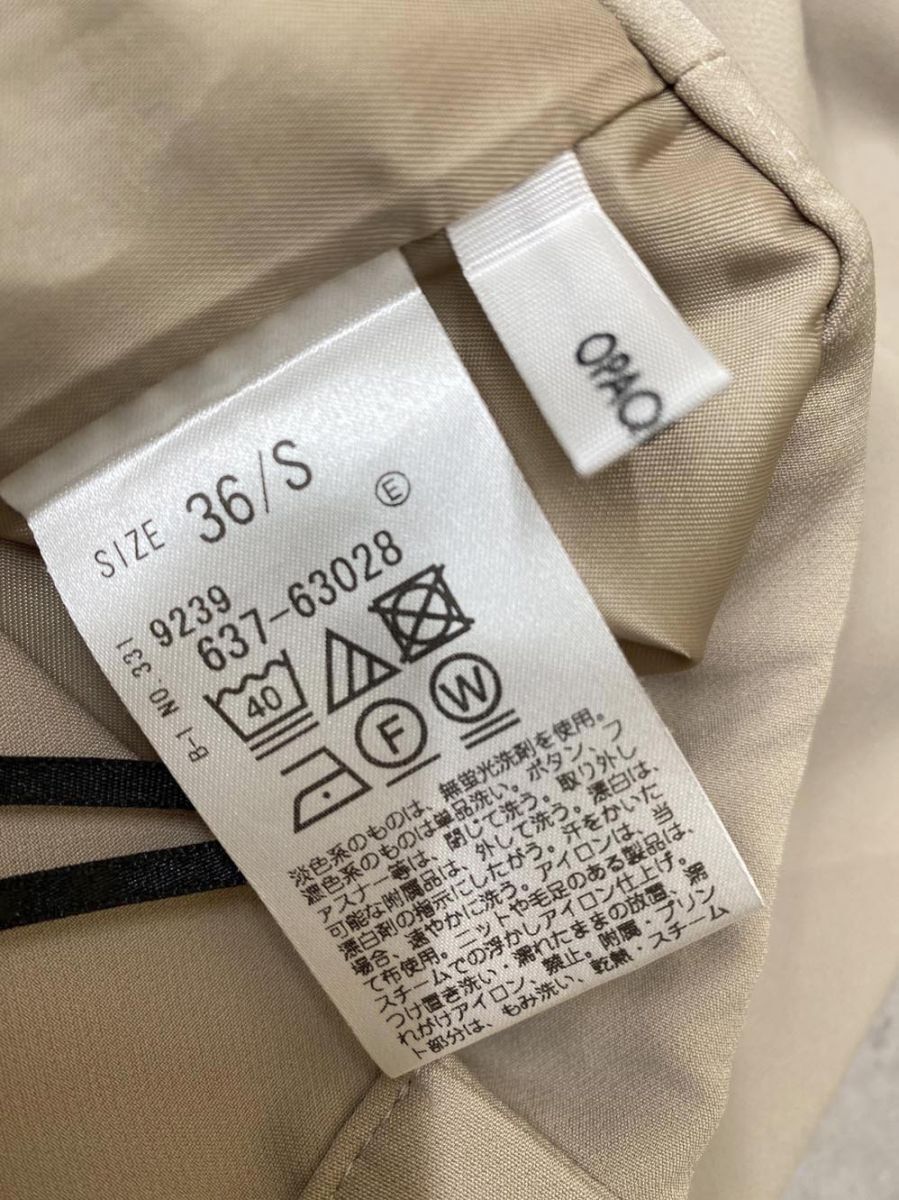 OPAQ
SIZE 36/S
E
B-1 NO.331 9239
637-63028
40
F W
淡色系のものは、無蛍光洗剤を使用。
濃色系のものは単品洗い。ボタン、フ
ァスナー等は、閉じて洗う。取り外し
可能な附属品は、外して洗う。漂白は、
漂白剤の指示にしたがう。汗をかいた
場合、速やかに洗う。アイロンは、当
て布使用。ニットや毛足のある製品は、
スチームでの浮かしアイロン仕上げ。
つけ置き洗い・濡れたままの放置、濡
れがけアイロン、禁止。附属・プリン
ト部分は、もみ洗い、乾熱・スチーム